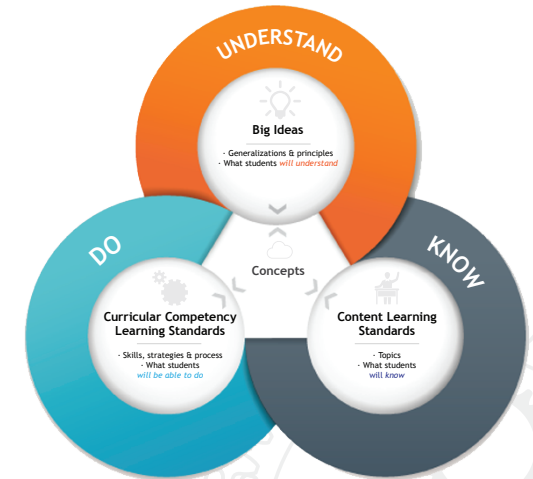 UNDERSTAND
Big Ideas
- Generalizations & principles
- What students will understand
DO
KNOW
Concepts
Curricular Competency
Learning Standards
- Skills, strategies & process
- What students
will be able to do
Content Learning
Standards
- Topics
- What students
will know